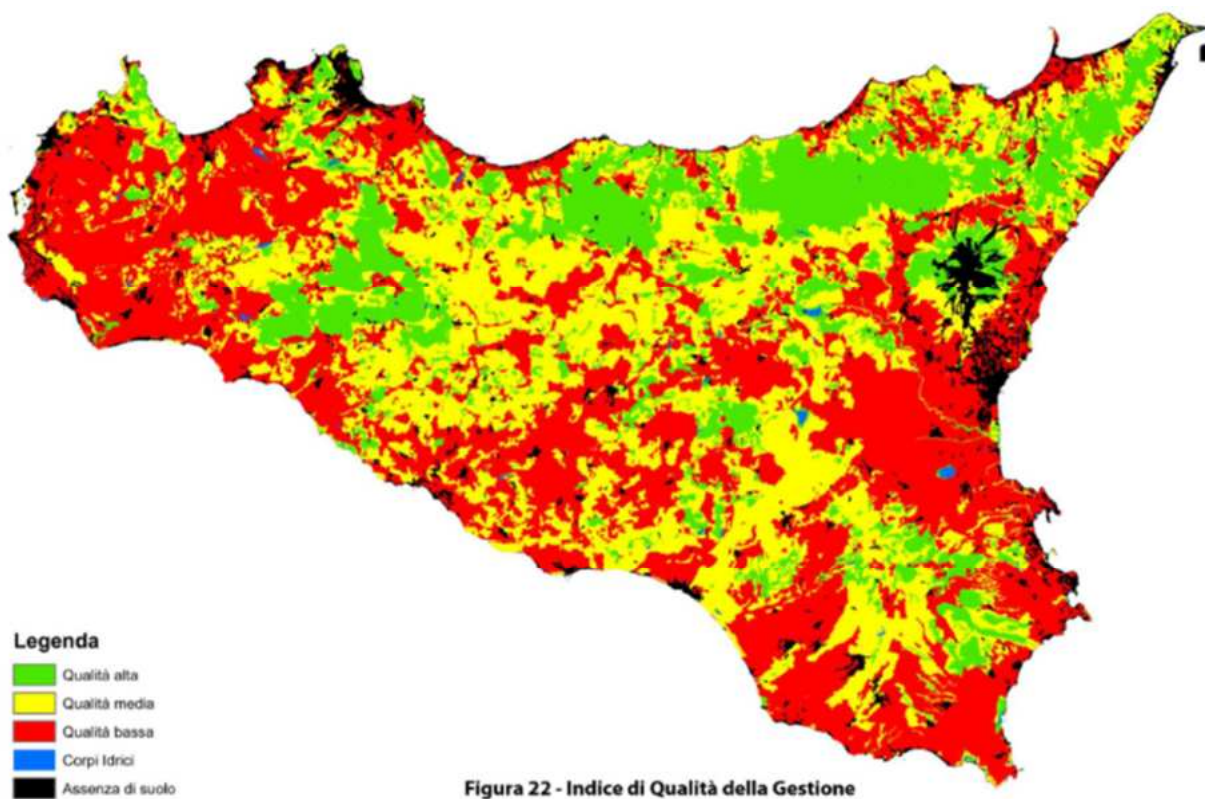 Legenda
Qualità alta
Qualità media
Qualità bassa
Corpi Idrici
Assenza di suolo
Figura 22 - Indice di Qualità della Gestione